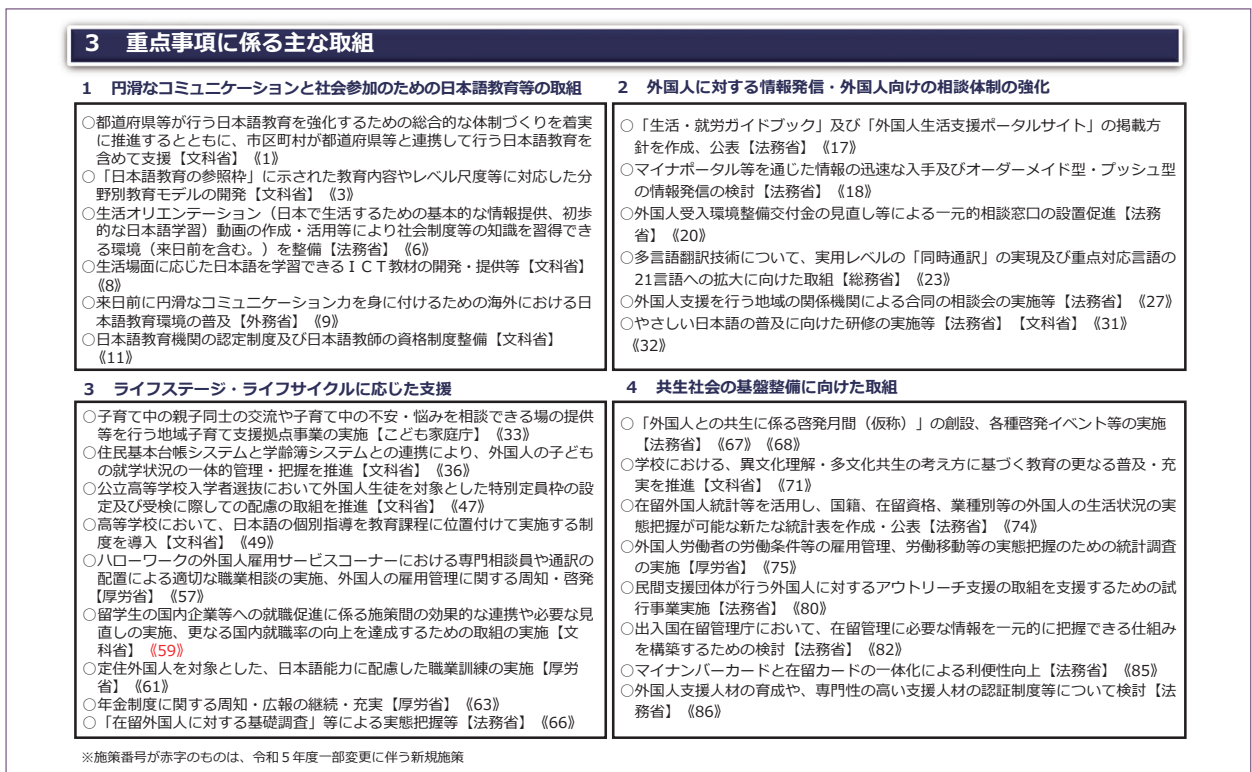 3 重点事項に係る主な取組
1 円滑なコミュニケーションと社会参加のための日本語教育等の取組
○都道府県等が行う日本語教育を強化するための総合的な体制づくりを着実
に推進するとともに、市区町村が都道府県等と連携して行う日本語教育を
含めて支援【文科省】《1》
○「日本語教育の参照枠」に示された教育内容やレベル尺度等に対応した分
野別教育モデルの開発【文科省】《3》
○生活オリエンテーション（日本で生活するための基本的な情報提供、初歩
的な日本語学習）動画の作成・活用等により社会制度等の知識を習得でき
る環境（来日前を含む。）を整備【法務省】《6》
○生活場面に応じた日本語を学習できるＩＣＴ教材の開発・提供等【文科省】
《8》
○来日前に円滑なコミュニケーション力を身に付けるための海外における日
本語教育環境の普及【外務省】《9》
○日本語教育機関の認定制度及び日本語教師の資格制度整備【文科省】
《11》
2 外国人に対する情報発信・外国人向けの相談体制の強化
○「生活・就労ガイドブック」及び「外国人生活支援ポータルサイト」の掲載方
針を作成、公表【法務省】《17》
○マイナポータル等を通じた情報の迅速な入手及びオーダーメイド型・プッシュ型
の情報発信の検討【法務省】《18》
○外国人受入環境整備交付金の見直し等による一元的相談窓口の設置促進【法務
省】《20》
○多言語翻訳技術について、実用レベルの「同時通訳」の実現及び重点対応言語の
21言語への拡大に向けた取組【総務省】《23》
○外国人支援を行う地域の関係機関による合同の相談会の実施等【法務省】《27》
○やさしい日本語の普及に向けた研修の実施等【法務省】【文科省】《31》
《32》
3 ライフステージ・ライフサイクルに応じた支援
○子育て中の親子同士の交流や子育て中の不安・悩みを相談できる場の提供
等を行う地域子育て支援拠点事業の実施【こども家庭庁】《33》
○住民基本台帳システムと学齢簿システムとの連携により、外国人の子ども
の就学状況の一体的管理・把握を推進【文科省】《36》
○公立高等学校入学者選抜において外国人生徒を対象とした特別定員枠の設
定及び受検に際しての配慮の取組を推進【文科省】《47》
○高等学校において、日本語の個別指導を教育課程に位置付けて実施する制
度を導入【文科省】《49》
○ハローワークの外国人雇用サービスコーナーにおける専門相談員や通訳の
配置による適切な職業相談の実施、外国人の雇用管理に関する周知・啓発
【厚労省】《57》
○留学生の国内企業等への就職促進に係る施策間の効果的な連携や必要な見
直しの実施、更なる国内就職率の向上を達成するための取組の実施【文
科省】《59》
○定住外国人を対象とした、日本語能力に配慮した職業訓練の実施【厚労
省】《61》
○年金制度に関する周知・広報の継続・充実【厚労省】《63》
○「在留外国人に対する基礎調査」等による実態把握等【法務省】《66》
4 共生社会の基盤整備に向けた取組
○「外国人との共生に係る啓発月間（仮称）」の創設、各種啓発イベント等の実施
【法務省】《67》《68》
○学校における、異文化理解・多文化共生の考え方に基づく教育の更なる普及・充
実を推進【文科省】《71》
○在留外国人統計等を活用し、国籍、在留資格、業種別等の外国人の生活状況の実
態把握が可能な新たな統計表を作成・公表【法務省】《74》
○外国人労働者の労働条件等の雇用管理、労働移動等の実態把握のための統計調査
の実施【厚労省】《75》
○民間支援団体が行う外国人に対するアウトリーチ支援の取組を支援するための試
行事業実施【法務省】《80》
○出入国在留管理庁において、在留管理に必要な情報を一元的に把握できる仕組み
を構築するための検討【法務省】《82》
○マイナンバーカードと在留カードの一体化による利便性向上【法務省】《85》
○外国人支援人材の育成や、専門性の高い支援人材の認証制度等について検討【法
務省】《86》
※施策番号が赤字のものは、令和５年度一部変更に伴う新規施策